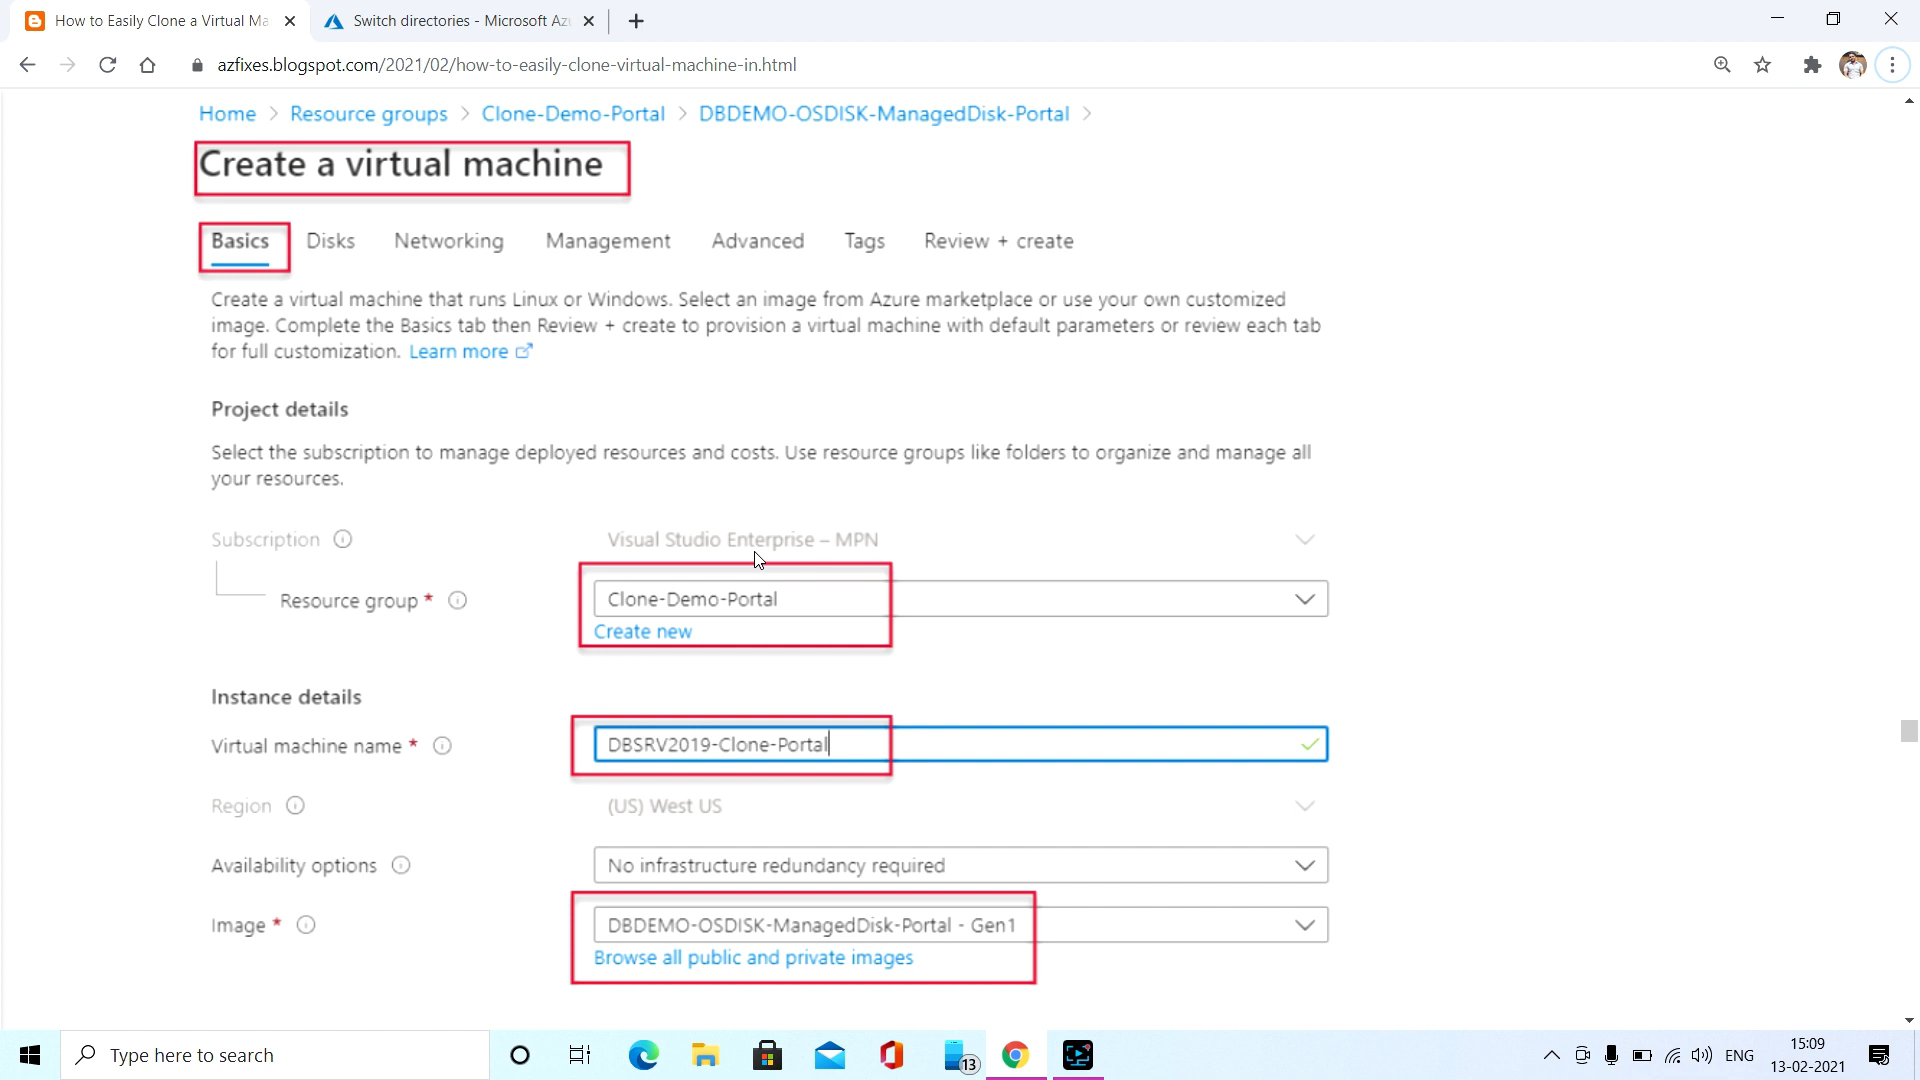 How to Easily Clone a Virtual Ma
Switch directories - Microsoft Az
azfixes.blogspot.com/2021/02/how-to-easily-clone-virtual-machine-in.html
Home > Resource groups > Clone-Demo-Portal > DBDEMO-OSDISK-ManagedDisk-Portal >
Create a virtual machine
Basics Disks Networking Management Advanced Tags Review + create
Create a virtual machine that runs Linux or Windows. Select an image from Azure marketplace or use your own customized
image. Complete the Basics tab then Review + create to provision a virtual machine with default parameters or review each tab
for full customization. Learn more
Project details
Select the subscription to manage deployed resources and costs. Use resource groups like folders to organize and manage all
your resources.
Subscription Visual Studio Enterprise – MPN
Resource group * Clone-Demo-Portal
Create new
Instance details
Virtual machine name * DBSRV2019-Clone-Portal
Region (US) West US
Availability options No infrastructure redundancy required
Image * DBDEMO-OSDISK-ManagedDisk-Portal - Gen1
Browse all public and private images
Type here to search
13
ENG
15:09
13-02-2021